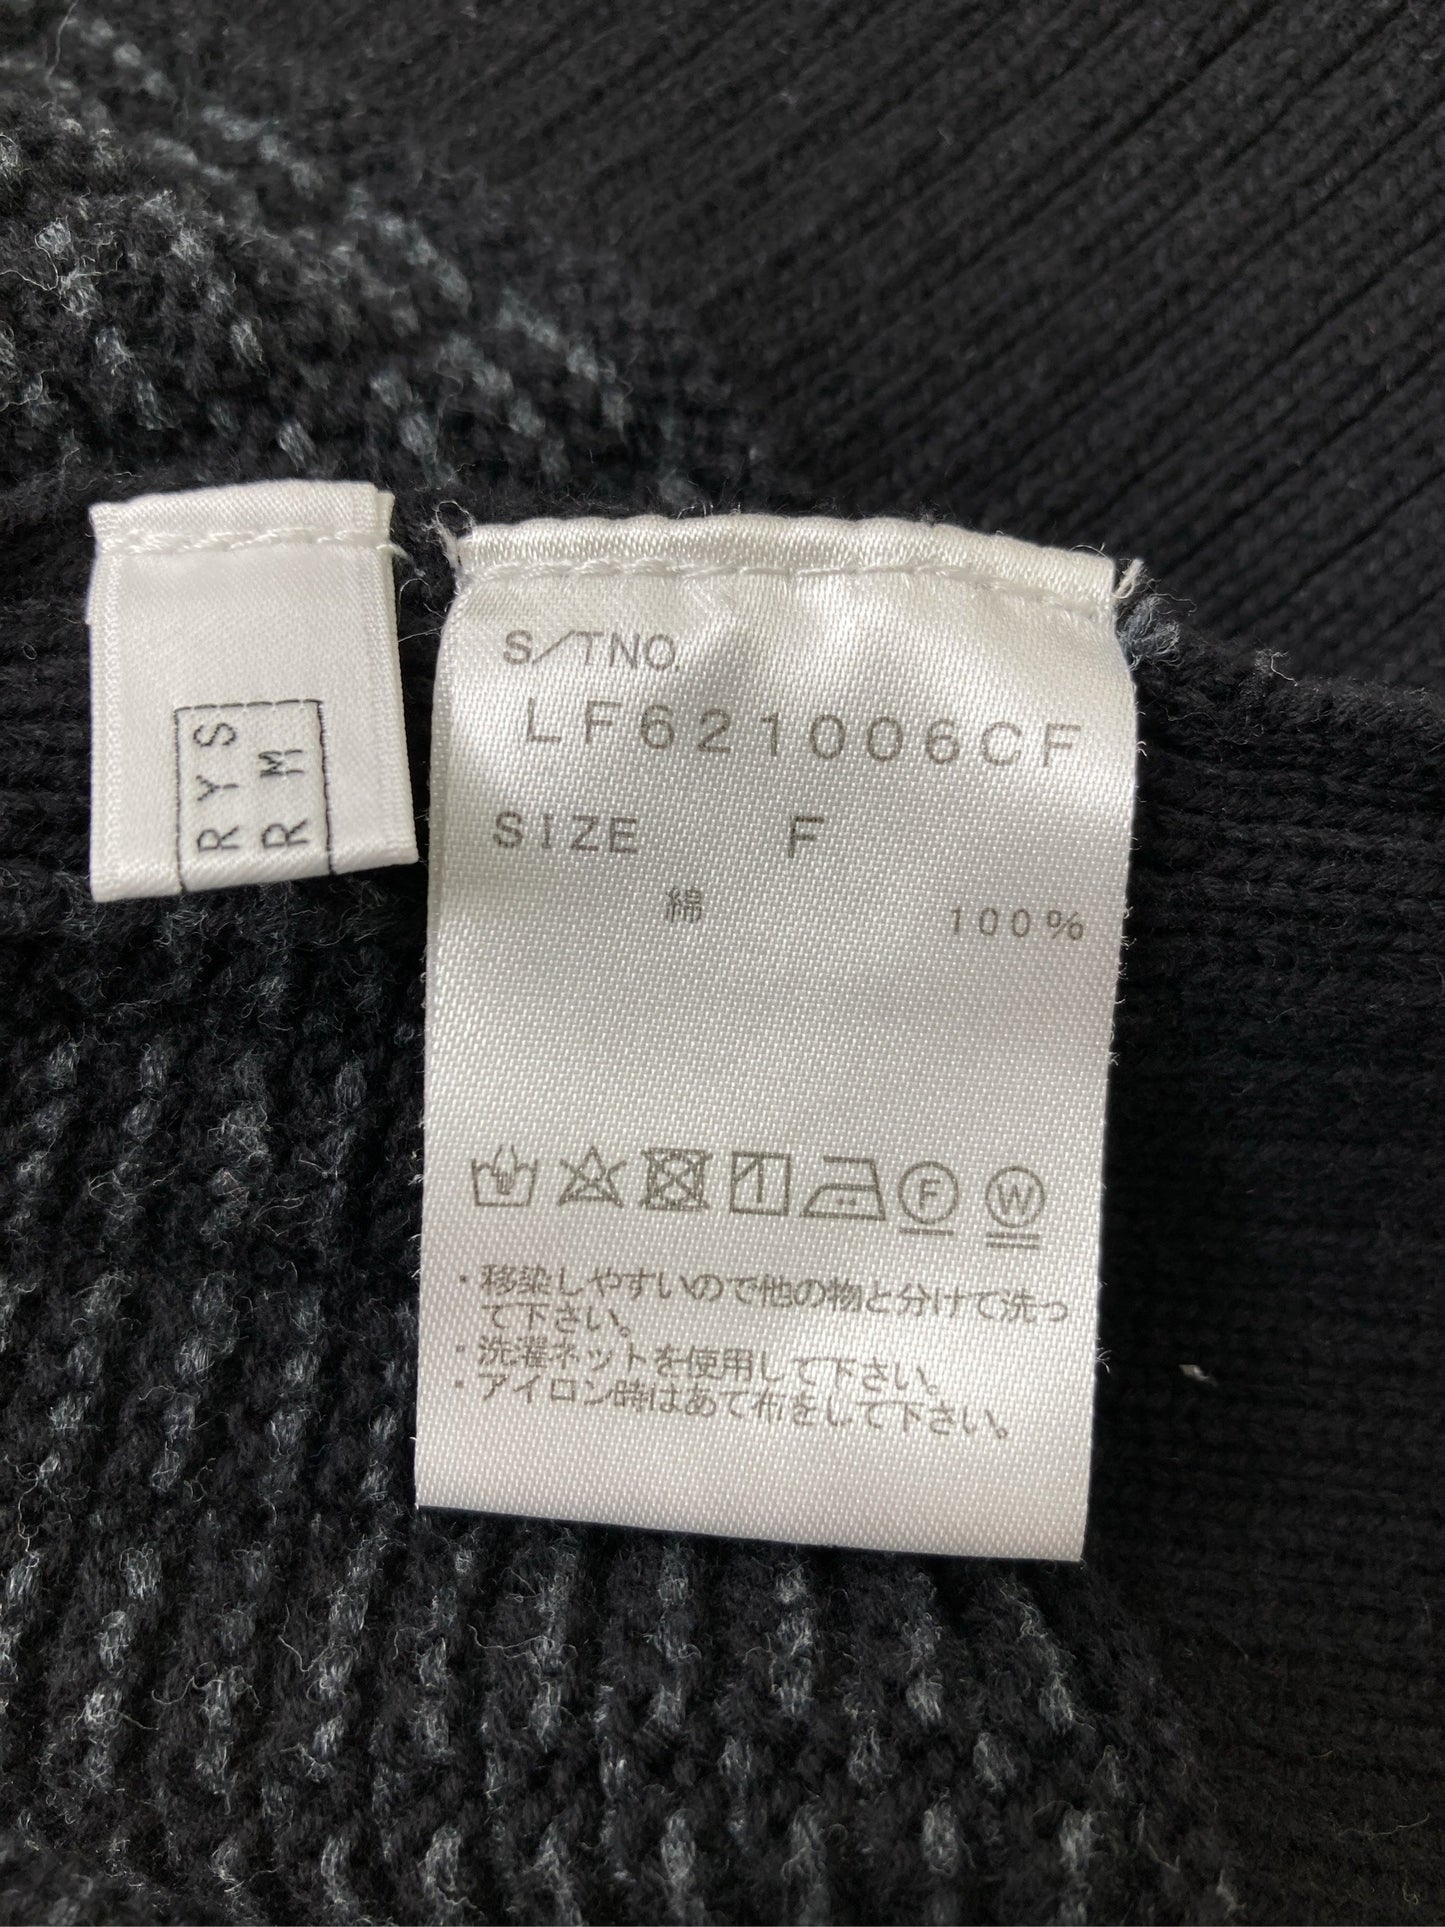 RYS
RM
S/TNO.
LF621006CF
SIZE F
綿 100%
F W
・移染しやすいので他の物と分けて洗っ
て下さい。
・洗濯ネットを使用して下さい。
・アイロン時はあて布をして下さい。